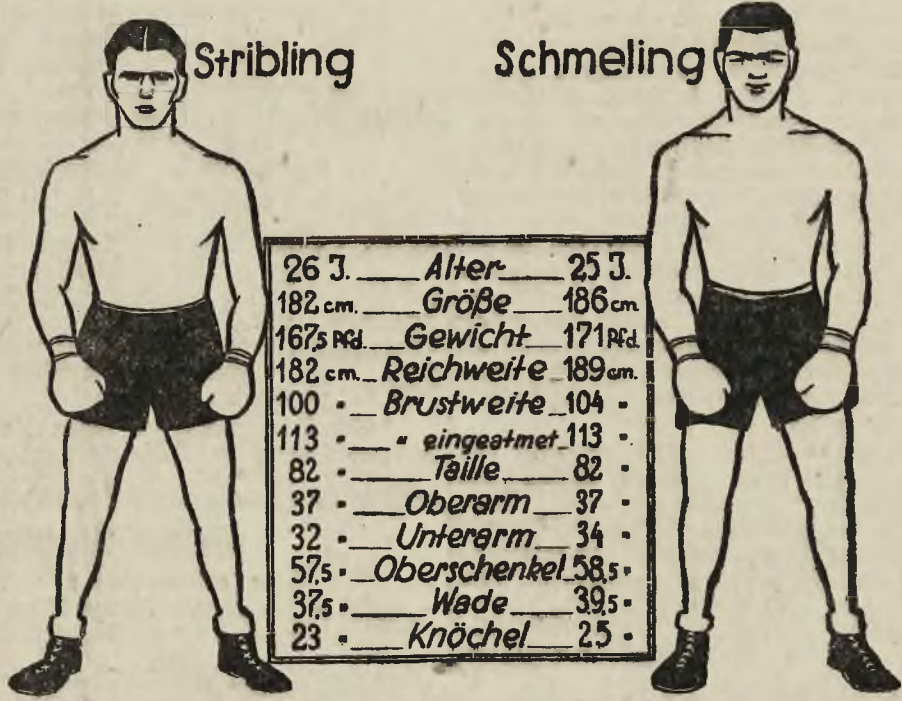 Stribling Schmeling
26 J. Alter 25 J.
182 cm. Größe 186 cm
167,5 Pfd. Gewicht 171 Pfd.
182 cm. Reichweite 189 cm.
100 " Brustweite 104 "
113 " " eingeatmet 113 "
82 " Taille 82 "
37 " Oberarm 37 "
32 " Unterarm 34 "
57,5 " Oberschenkel 58,5 "
37,5 " Wade 39,5 "
23 " Knöchel 25 "